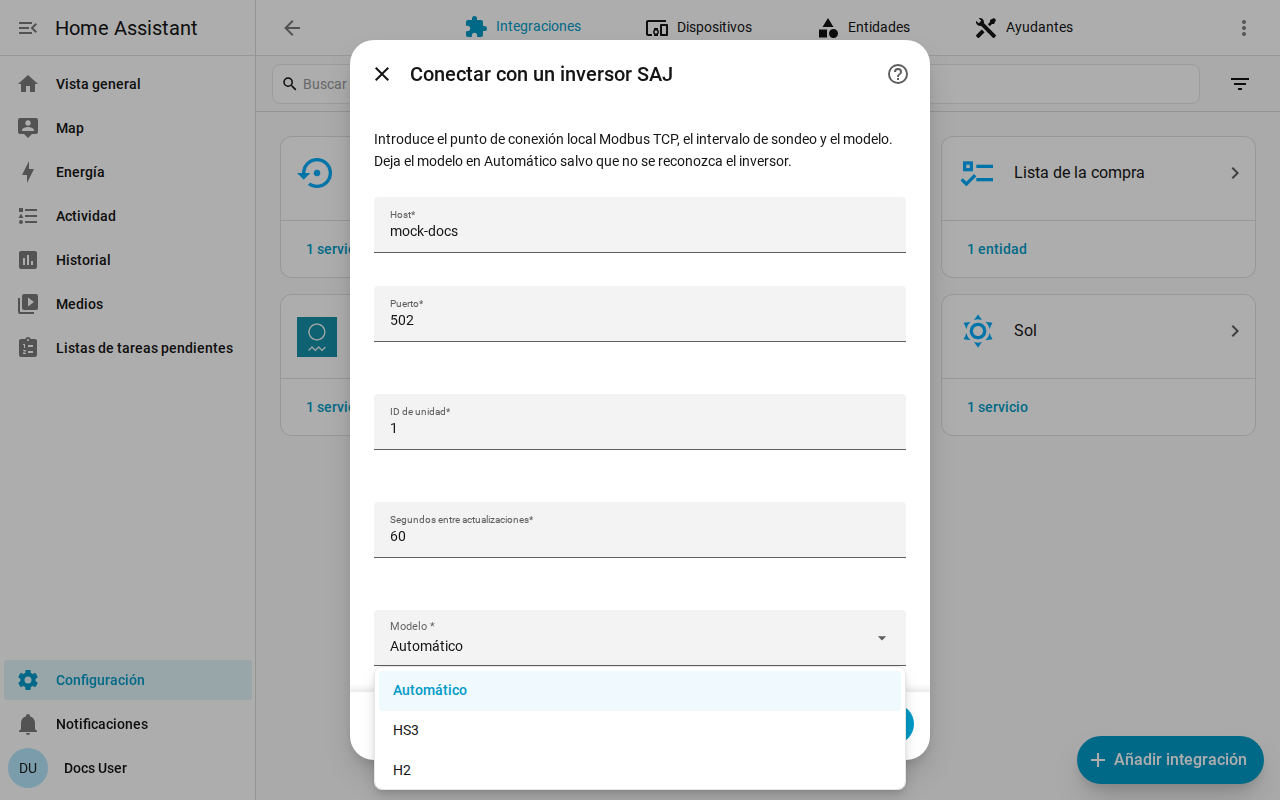 Home Assistant
Integraciones
Dispositivos
Entidades
Ayudantes
Vista general
Map
Energía
Actividad
Historial
Medios
Listas de tareas pendientes
Configuración
Notificaciones
DU
Docs User
Buscar
Conectar con un inversor SAJ
Introduce el punto de conexión local Modbus TCP, el intervalo de sondeo y el modelo.
Deja el modelo en Automático salvo que no se reconozca el inversor.
Host*
mock-docs
Puerto*
502
ID de unidad*
1
Segundos entre actualizaciones*
60
Modelo *
Automático
Automático
HS3
H2
1
1
Lista de la compra
1 entidad
Sol
1 servicio
Añadir integración